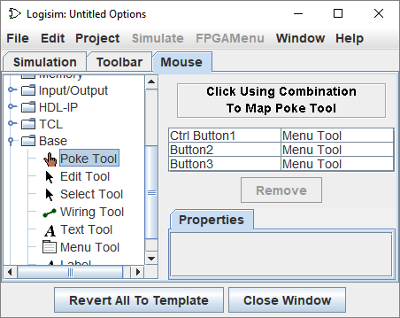 Logisim: Untitled Options
File Edit Project Simulate FPGAMenu Window Help
Simulation Toolbar Mouse
Memory
Input/Output
HDL-IP
TCL
Base
Poke Tool
Edit Tool
Select Tool
Wiring Tool
A Text Tool
Menu Tool
Label
Click Using Combination
To Map Poke Tool
Ctrl Button1 Menu Tool
Button2 Menu Tool
Button3 Menu Tool
Remove
Properties
Revert All To Template Close Window